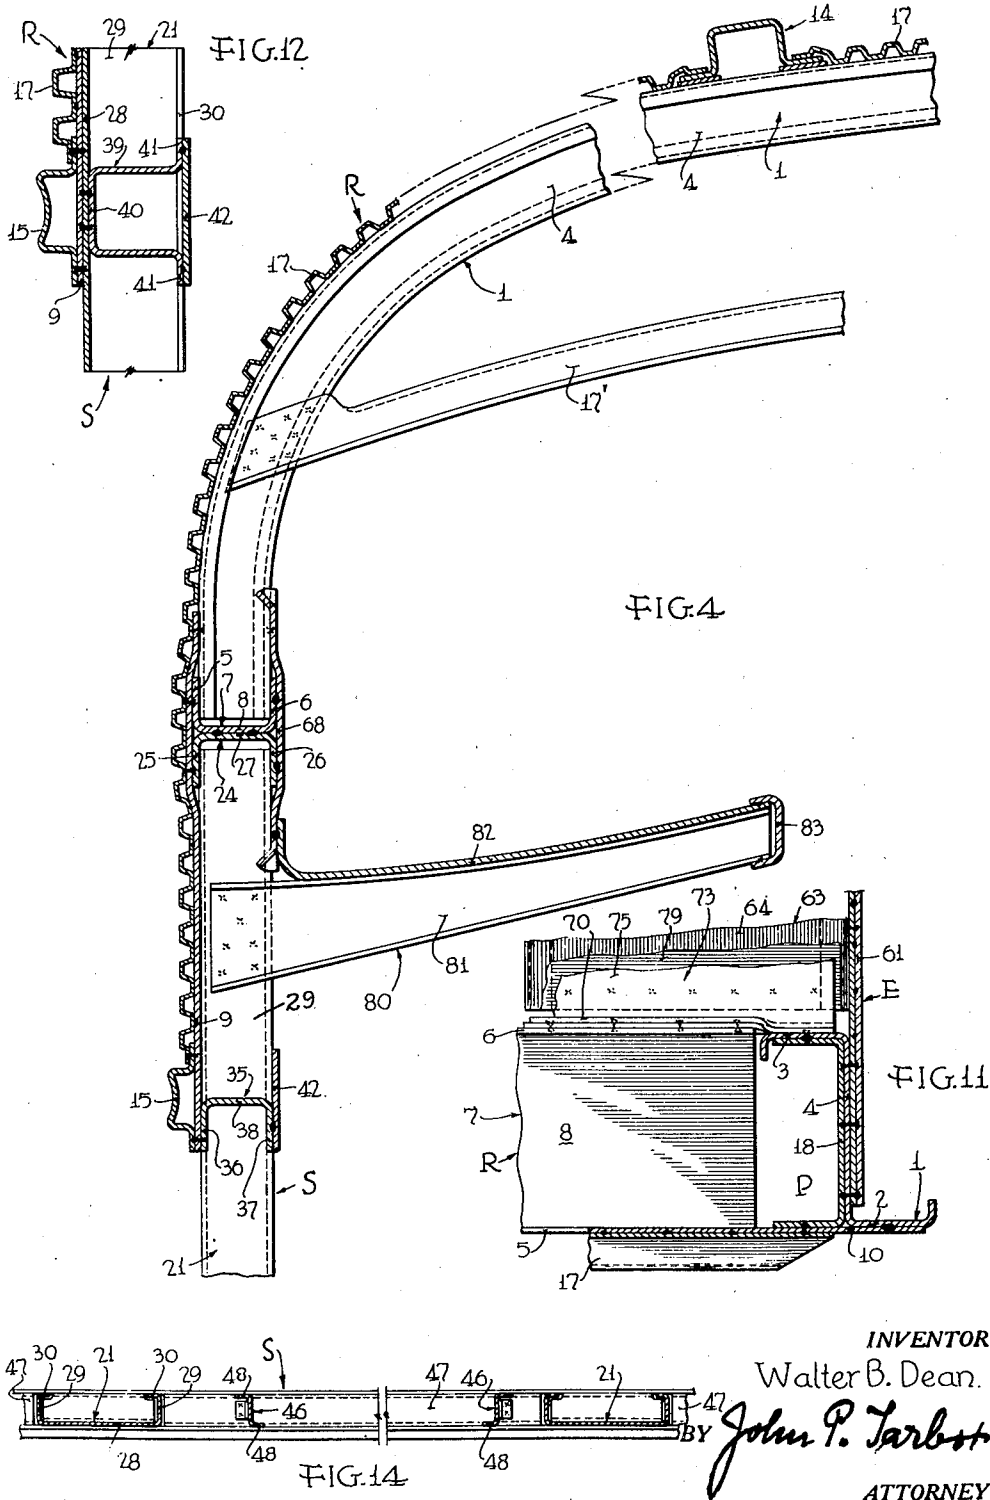 29 21
R
FIG.12
17
28
30
39
41
40
15
42
41
9
S
14
17
4
1
R
4
17
1
17'
FIG.4
5
7
8
6
68
25
24
27
26
82
83
81
80
29
9
35
42
15
38
36
37
S
21
73
63
70 75 79 64
61
E
6
3
FIG.11
7
4
8
18
R
P
1
2
5
10
17
INVENTOR
Walter B. Dean.
BY John P. Tarbox
ATTORNEY
S
47 30 29 21 30 29 48 47 46 21 47
46
28 48 48
FIG.14